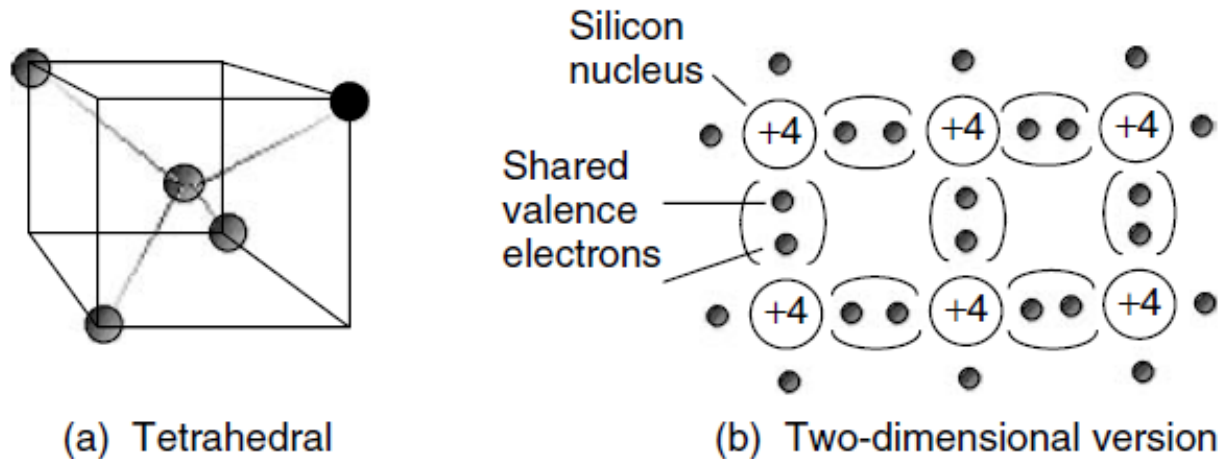 Silicon
nucleus
+4 +4 +4
Shared
valence
electrons
+4 +4 +4
(a) Tetrahedral
(b) Two-dimensional version